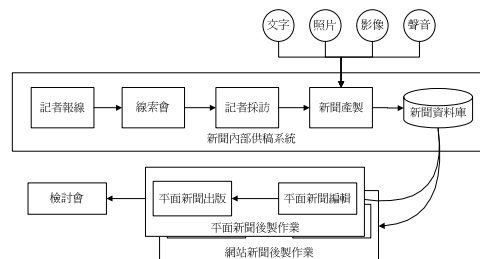 文字
照片
影像
聲音
記者報線
線索會
記者採訪
新聞產製
新聞資料庫
新聞內部供稿系統
檢討會
平面新聞出版
平面新聞編輯
平面新聞後製作業
網站新聞後製作業